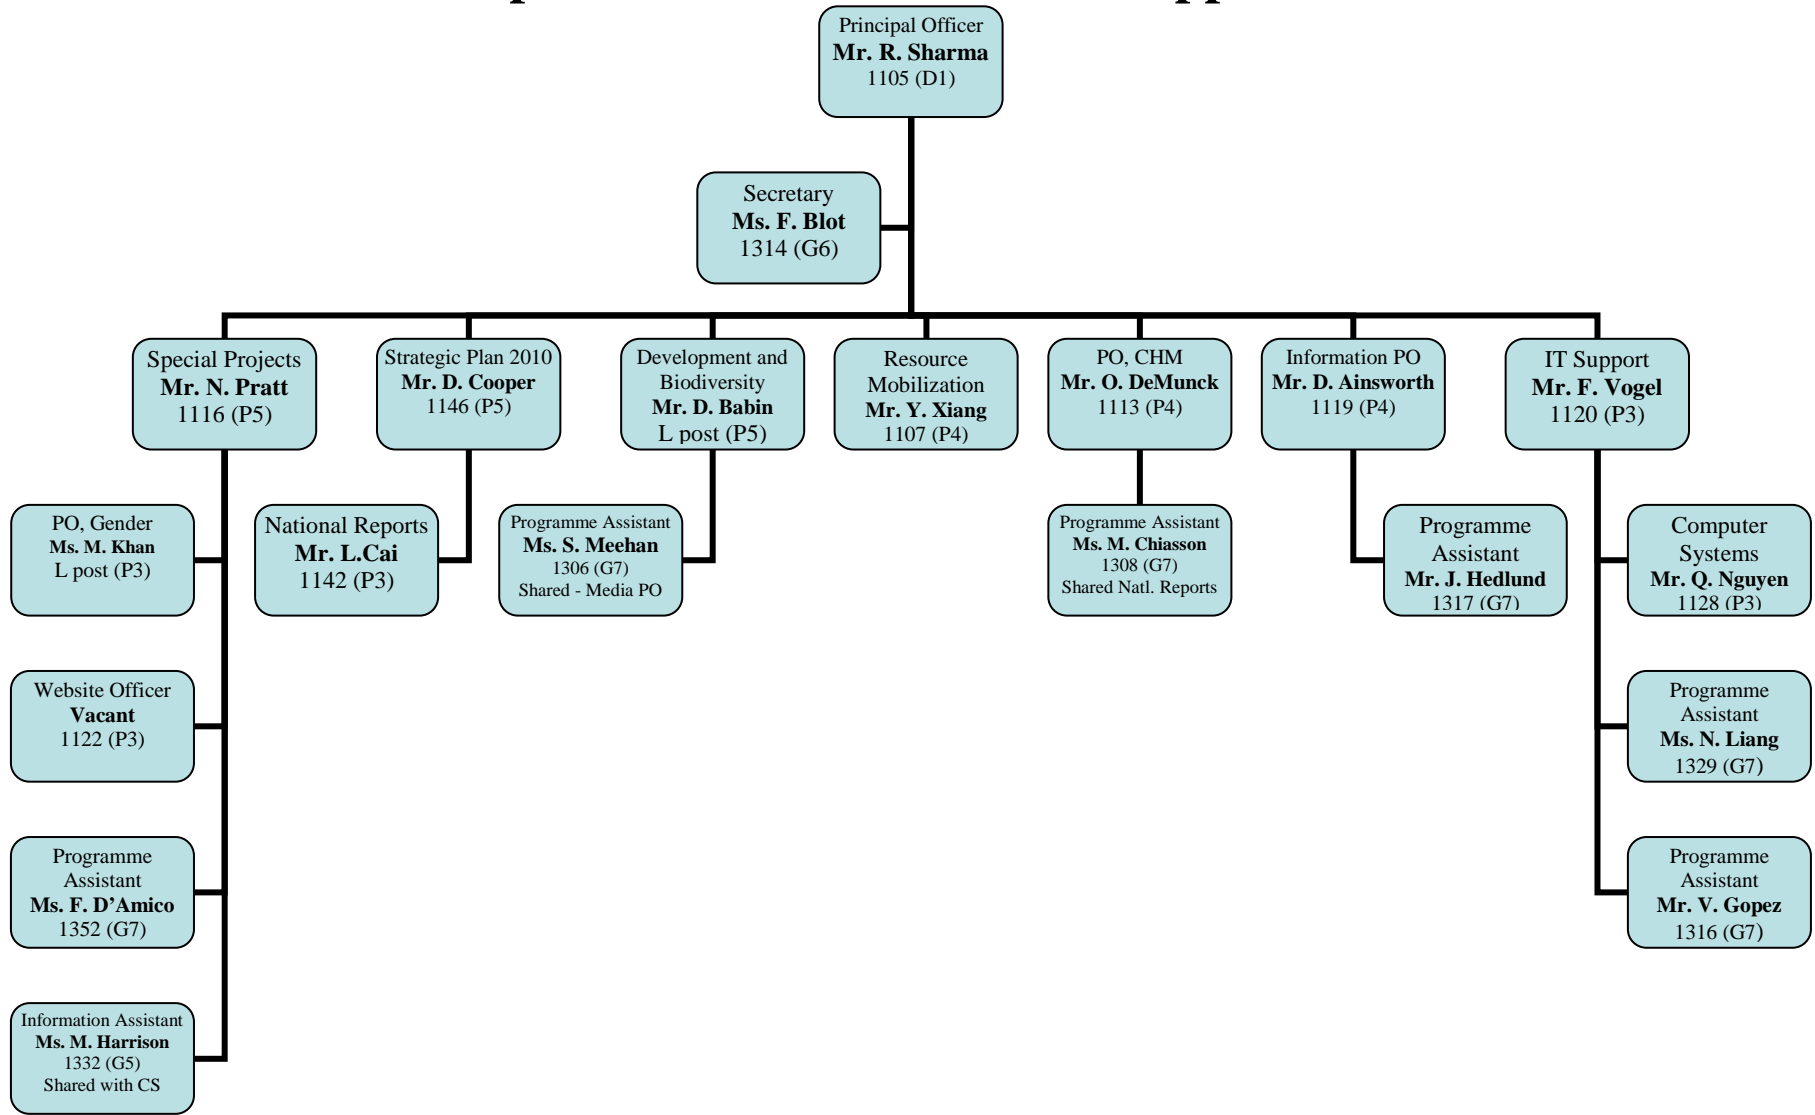 Principal Officer
Mr. R. Sharma
1105 (D1)
Secretary
Ms. F. Blot
1314 (G6)
Special Projects
Mr. N. Pratt
1116 (P5)
Strategic Plan 2010
Mr. D. Cooper
1146 (P5)
Development and
Biodiversity
Mr. D. Babin
L post (P5)
Resource
Mobilization
Mr. Y. Xiang
1107 (P4)
PO, CHM
Mr. O. DeMunck
1113 (P4)
Information PO
Mr. D. Ainsworth
1119 (P4)
IT Support
Mr. F. Vogel
1120 (P3)
PO, Gender
Ms. M. Khan
L post (P3)
National Reports
Mr. L.Cai
1142 (P3)
Programme Assistant
Ms. S. Meehan
1306 (G7)
Shared - Media PO
Programme Assistant
Ms. M. Chiasson
1308 (G7)
Shared Natl. Reports
Programme
Assistant
Mr. J. Hedlund
1317 (G7)
Computer
Systems
Mr. Q. Nguyen
1128 (P3)
Website Officer
Vacant
1122 (P3)
Programme
Assistant
Ms. N. Liang
1329 (G7)
Programme
Assistant
Ms. F. D’Amico
1352 (G7)
Programme
Assistant
Mr. V. Gopez
1316 (G7)
Information Assistant
Ms. M. Harrison
1332 (G5)
Shared with CS